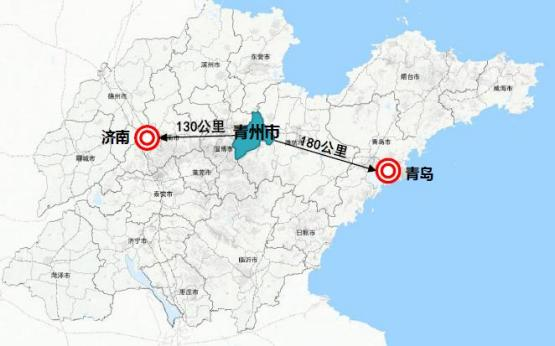 东营市
滨州市
烟台市
威海市
德州市
130公里
青州市
济南
180公里
青岛市
淄博市
聊城市
莱芜市
青岛
泰安市
日照市
济宁市
临沂市
菏泽市
枣庄市